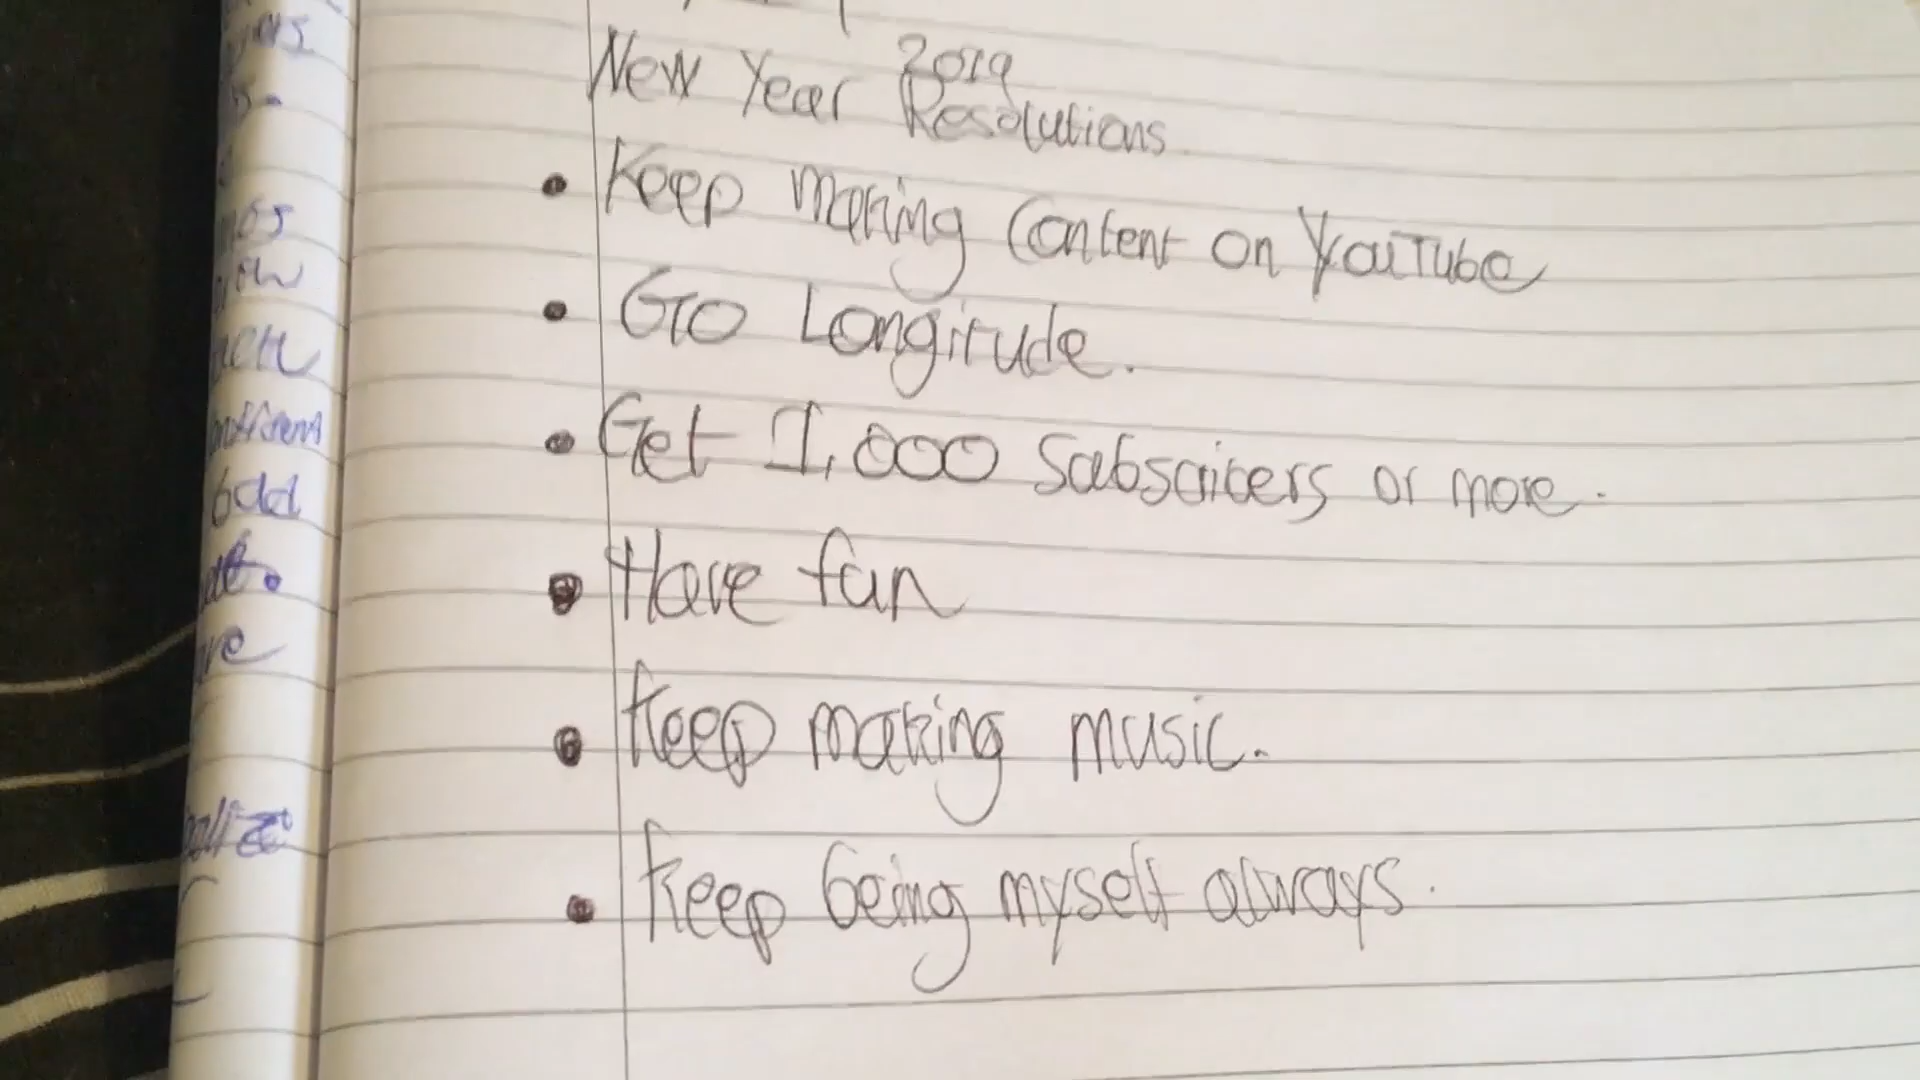 2019
New Year Resolutions
• Keep making Content on YouTube
• Go Longitude.
• Get 1,000 Subscribers or more.
• Have fun
• Keep making music.
• Keep being myself always.